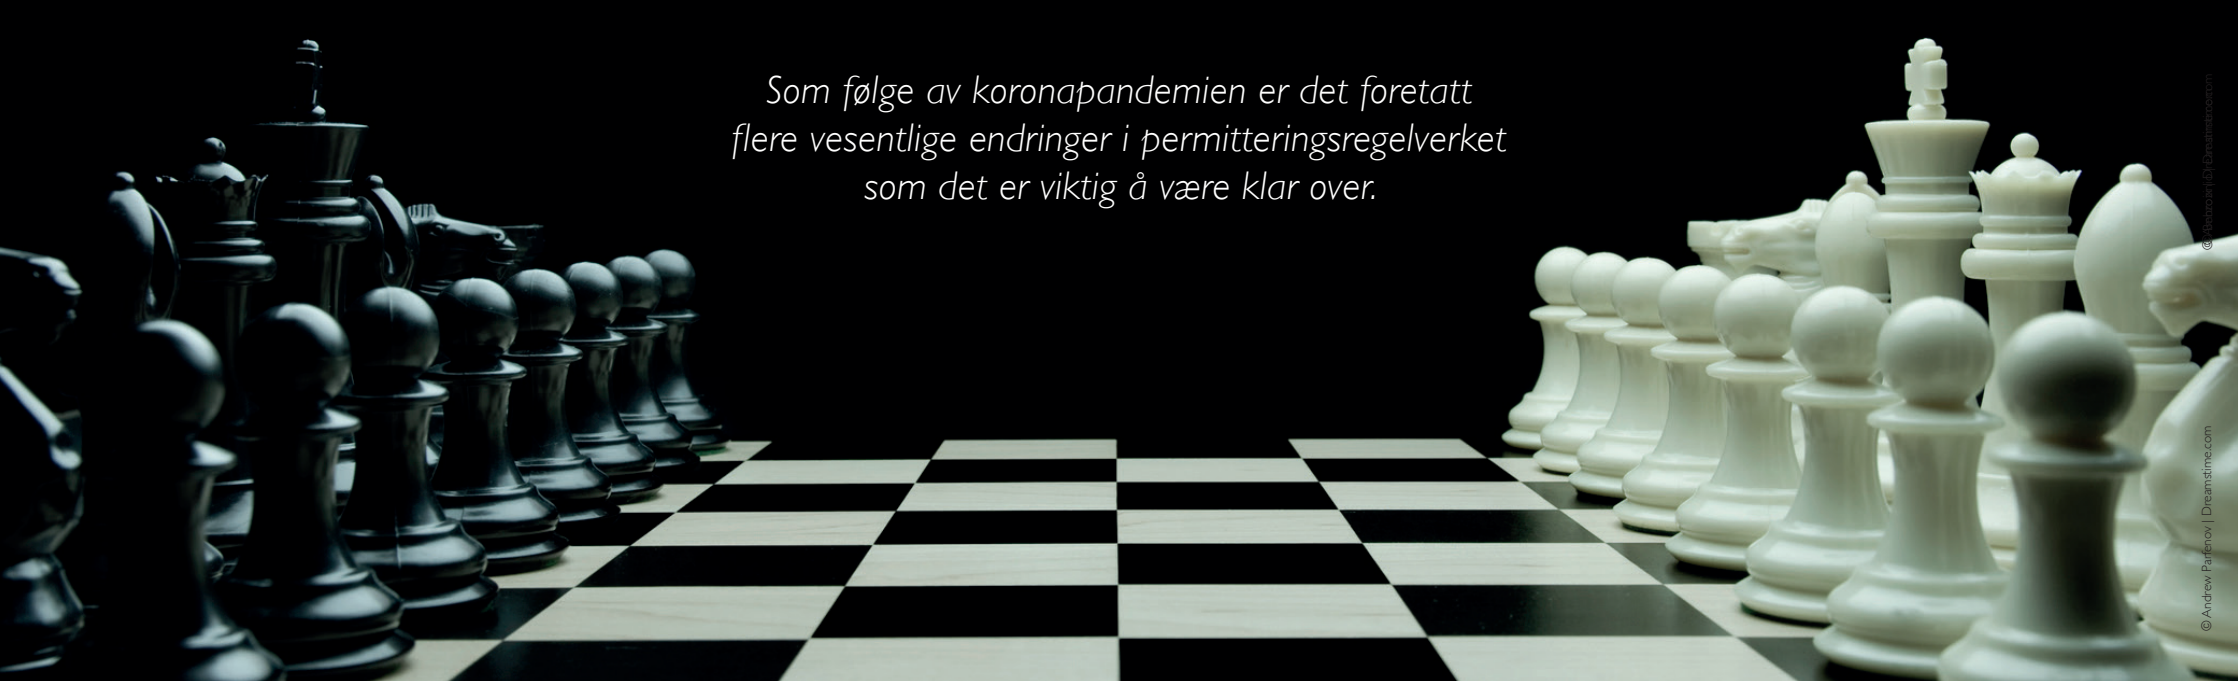 Som følge av koronapandemien er det foretatt
flere vesentlige endringer i permitteringsregelverket
som det er viktig å være klar over.
© Andrew Parfenov | Dreamstime.com